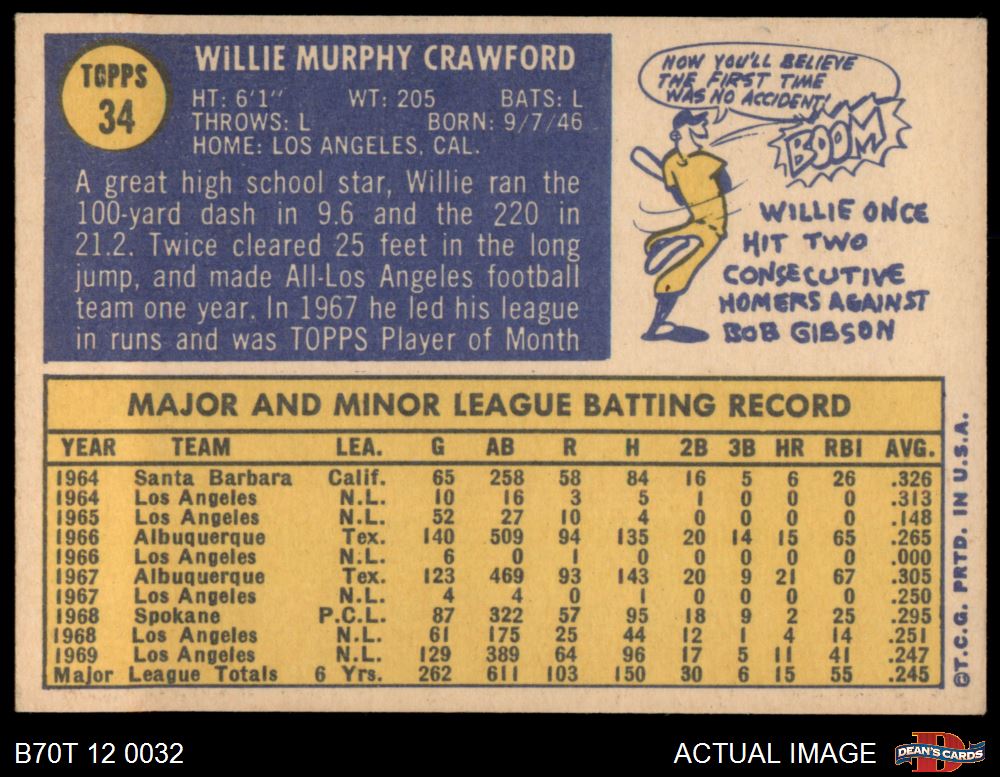 TOPPS
34
WILLIE MURPHY CRAWFORD
HT: 6'1" WT: 205 BATS: L
THROWS: L BORN: 9/7/46
HOME: LOS ANGELES, CAL.
A great high school star, Willie ran the
100-yard dash in 9.6 and the 220 in
21.2. Twice cleared 25 feet in the long
jump, and made All-Los Angeles football
team one year. In 1967 he led his league
in runs and was TOPPS Player of Month
NOW YOU'LL BELIEVE
THE FIRST TIME
WAS NO ACCIDENT!
BOOM
WILLIE ONCE
HIT TWO
CONSECUTIVE
HOMERS AGAINST
BOB GIBSON
MAJOR AND MINOR LEAGUE BATTING RECORD
YEAR TEAM LEA. G AB R H 2B 3B HR RBI AVG.
1964 Santa Barbara Calif. 65 258 58 84 16 5 6 26 .326
1964 Los Angeles N.L. 10 16 3 5 1 0 0 0 .313
1965 Los Angeles N.L. 52 27 10 4 0 0 0 0 .148
1966 Albuquerque Tex. 140 509 94 135 20 14 15 65 .265
1966 Los Angeles N.L. 6 0 1 0 0 0 0 0 .000
1967 Albuquerque Tex. 123 469 93 143 20 9 21 67 .305
1967 Los Angeles N.L. 4 4 0 1 0 0 0 0 .250
1968 Spokane P.C.L. 87 322 57 95 18 9 2 25 .295
1968 Los Angeles N.L. 61 175 25 44 12 1 4 14 .251
1969 Los Angeles N.L. 129 389 64 96 17 5 11 41 .247
Major League Totals 6 Yrs. 262 611 103 150 30 6 15 55 .245
©T.C.G. PRTD. IN U.S.A.
B70T 12 0032
ACTUAL IMAGE
DEAN'S CARDS